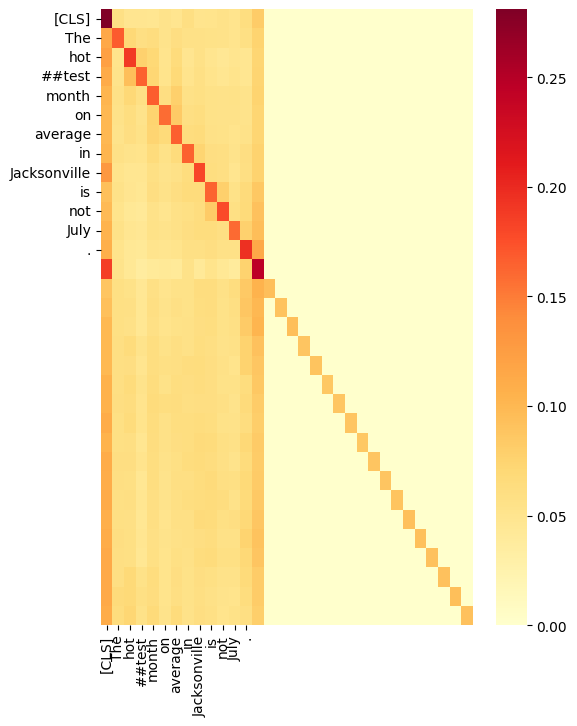 [CLS]
The
hot
##test
month
on
average
in
Jacksonville
is
not
July
.
[CLS]
The
hot
##test
month
on
average
in
Jacksonville
is
not
July
.
0.25
0.20
0.15
0.10
0.05
0.00